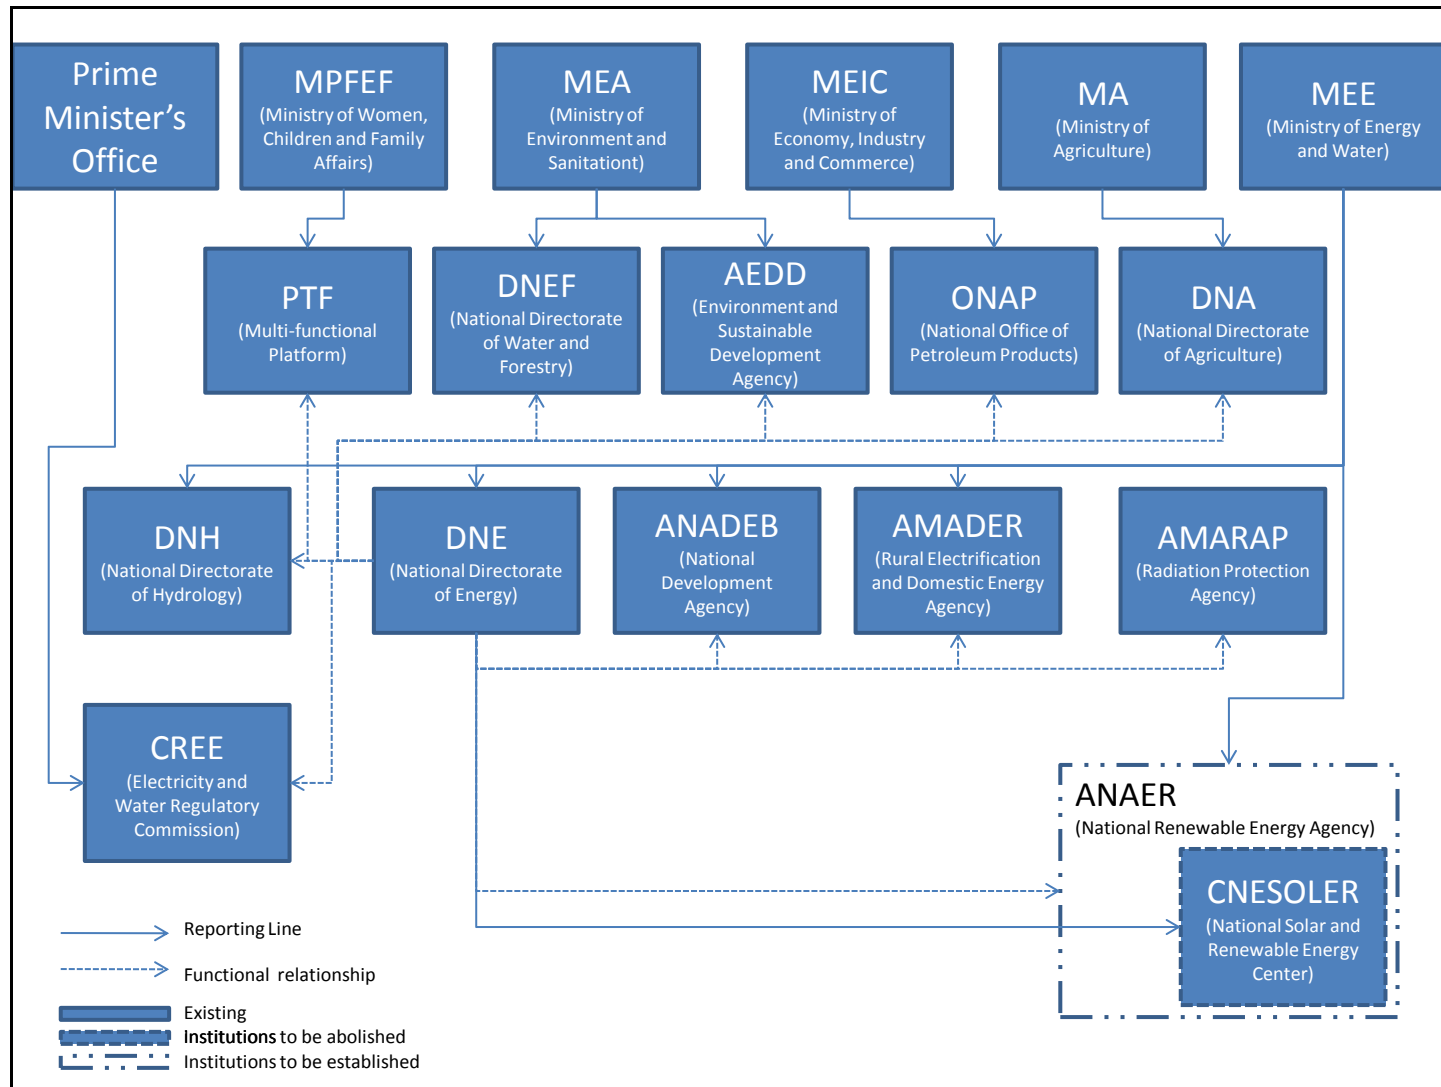 Prime
Minister’s
Office
MPFEF
(Ministry of Women,
Children and Family
Affairs)
MEA
(Ministry of
Environment and
Sanitationt)
MEIC
(Ministry of
Economy, Industry
and Commerce)
MA
(Ministry of
Agriculture)
MEE
(Ministry of Energy
and Water)
PTF
(Multi-functional
Platform)
DNEF
(National Directorate
of Water and
Forestry)
AEDD
(Environment and
Sustainable
Development
Agency)
ONAP
(National Office of
Petroleum Products)
DNA
(National Directorate
of Agriculture)
DNH
(National Directorate
of Hydrology)
DNE
(National Directorate
of Energy)
ANADEB
(National
Development
Agency)
AMADER
(Rural Electrification
and Domestic Energy
Agency)
AMARAP
(Radiation Protection
Agency)
CREE
(Electricity and
Water Regulatory
Commission)
ANAER
(National Renewable Energy Agency)
CNESOLER
(National Solar and
Renewable Energy
Center)
Reporting Line
Functional relationship
Existing
Institutions to be abolished
Institutions to be established